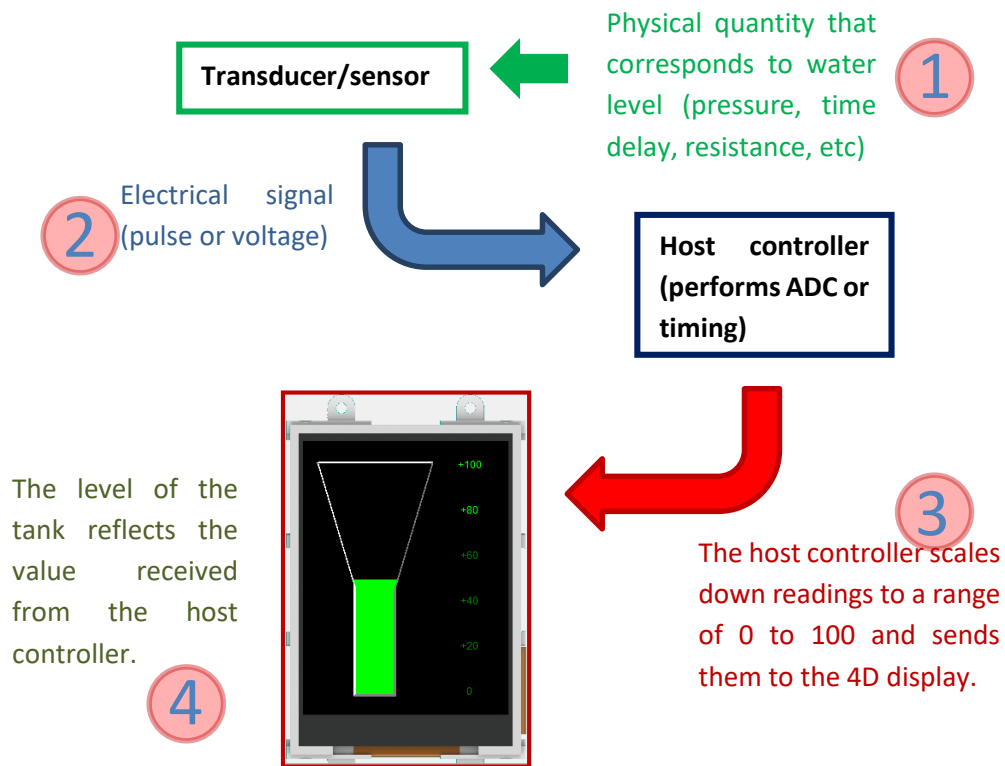 Physical quantity that
corresponds to water
level (pressure, time
delay, resistance, etc)
1
Transducer/sensor
Electrical signal
(pulse or voltage)
2
Host controller
(performs ADC or
timing)
3
The host controller scales
down readings to a range
of 0 to 100 and sends
them to the 4D display.
+100
+80
+60
+40
+20
0
The level of the
tank reflects the
value received
from the host
controller.
4